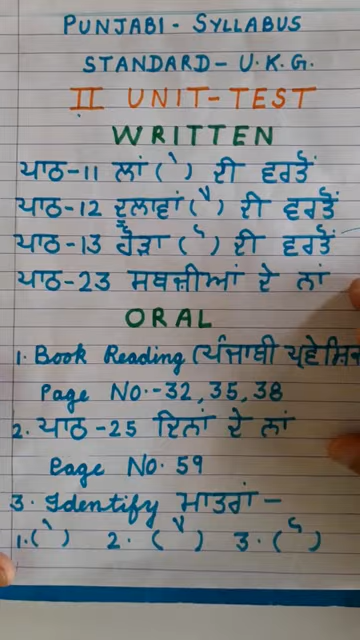 PUNJABI - SYLLABUS
STANDARD - U.K.G.
II UNIT-TEST
WRITTEN
ਪਾਠ-11 ਲਾਂ ( ੇ ) ਦੀ ਵਰਤੋਂ
ਪਾਠ-12 ਦੁਲਾਵਾਂ ( ੈ ) ਦੀ ਵਰਤੋਂ
ਪਾਠ-13 ਹੋੜਾ ( ੋ ) ਦੀ ਵਰਤੋਂ
ਪਾਠ-23 ਸਬਜ਼ੀਆਂ ਦੇ ਨਾਂ
ORAL
1. Book Reading (ਪੰਜਾਬੀ
Page No.-32, 35, 38
2. ਪਾਠ -25 ਦਿਨਾਂ ਦੇ ਨਾਂ
Page No. 59
3. Identify ਮਾਤਰਾਂ -
1. ( ੇ ) 2. ( ੈ ) 3. ( ੋ )